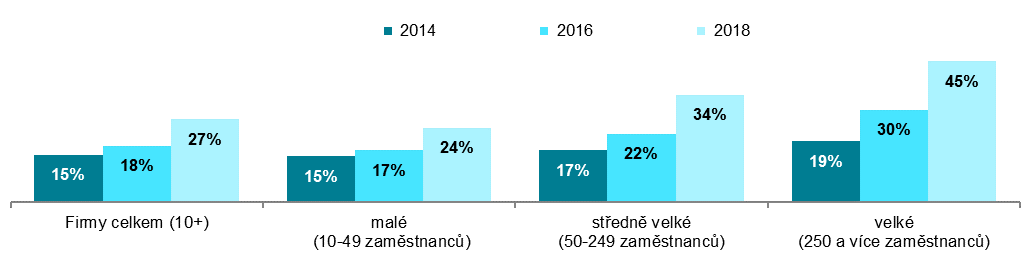 2014 2016 2018
15% 18% 27%
15% 17% 24%
17% 22% 34%
19% 30% 45%
Firmy celkem (10+)
malé
(10-49 zaměstnanců)
středně velké
(50-249 zaměstnanců)
velké
(250 a více zaměstnanců)